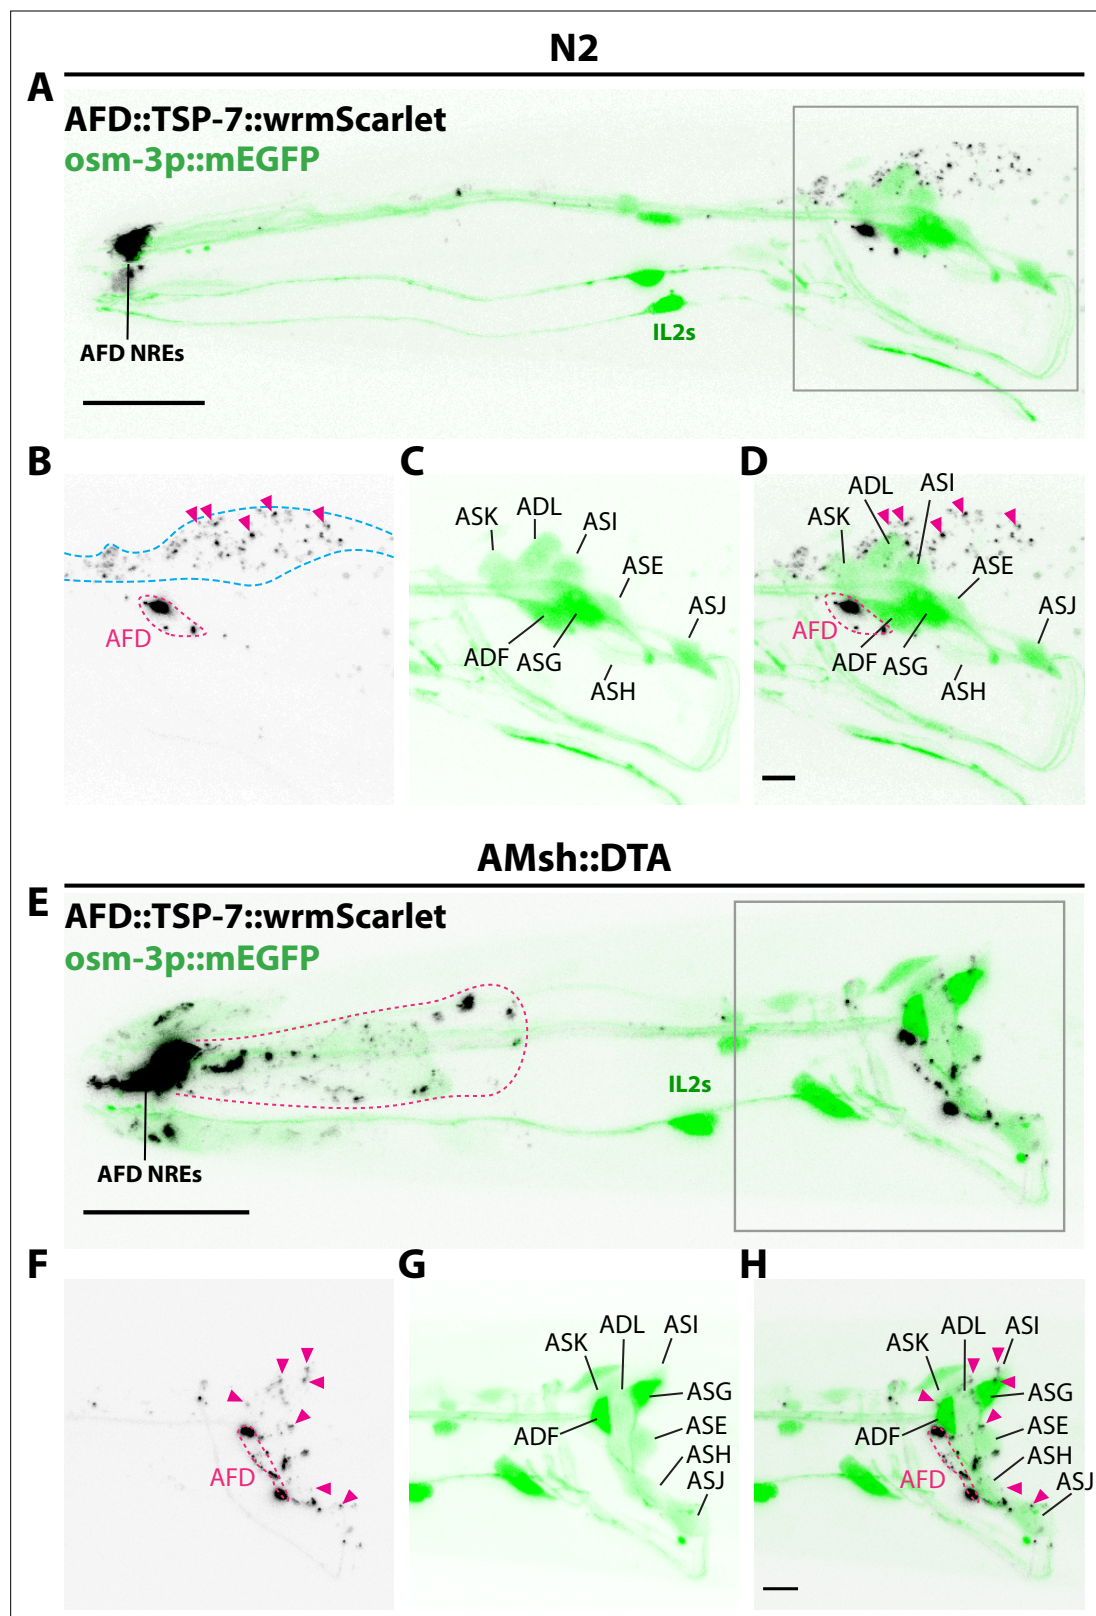 N2
A
AFD::TSP-7::wrmScarlet
osm-3p::mEGFP
AFD NREs
IL2s
B
AFD
C
ASK
ADL
ASI
ASE
ASJ
ADF
ASG
ASH
D
ADL
ASI
ASK
ASE
ASJ
AFD
ADF
ASG
ASH
AMsh::DTA
E
AFD::TSP-7::wrmScarlet
osm-3p::mEGFP
IL2s
AFD NREs
F
AFD
G
ASK
ADL
ASI
ASG
ADF
ASE
ASH
ASJ
H
ASK
ADL
ASI
ASG
ADF
ASE
AFD
ASH
ASJ